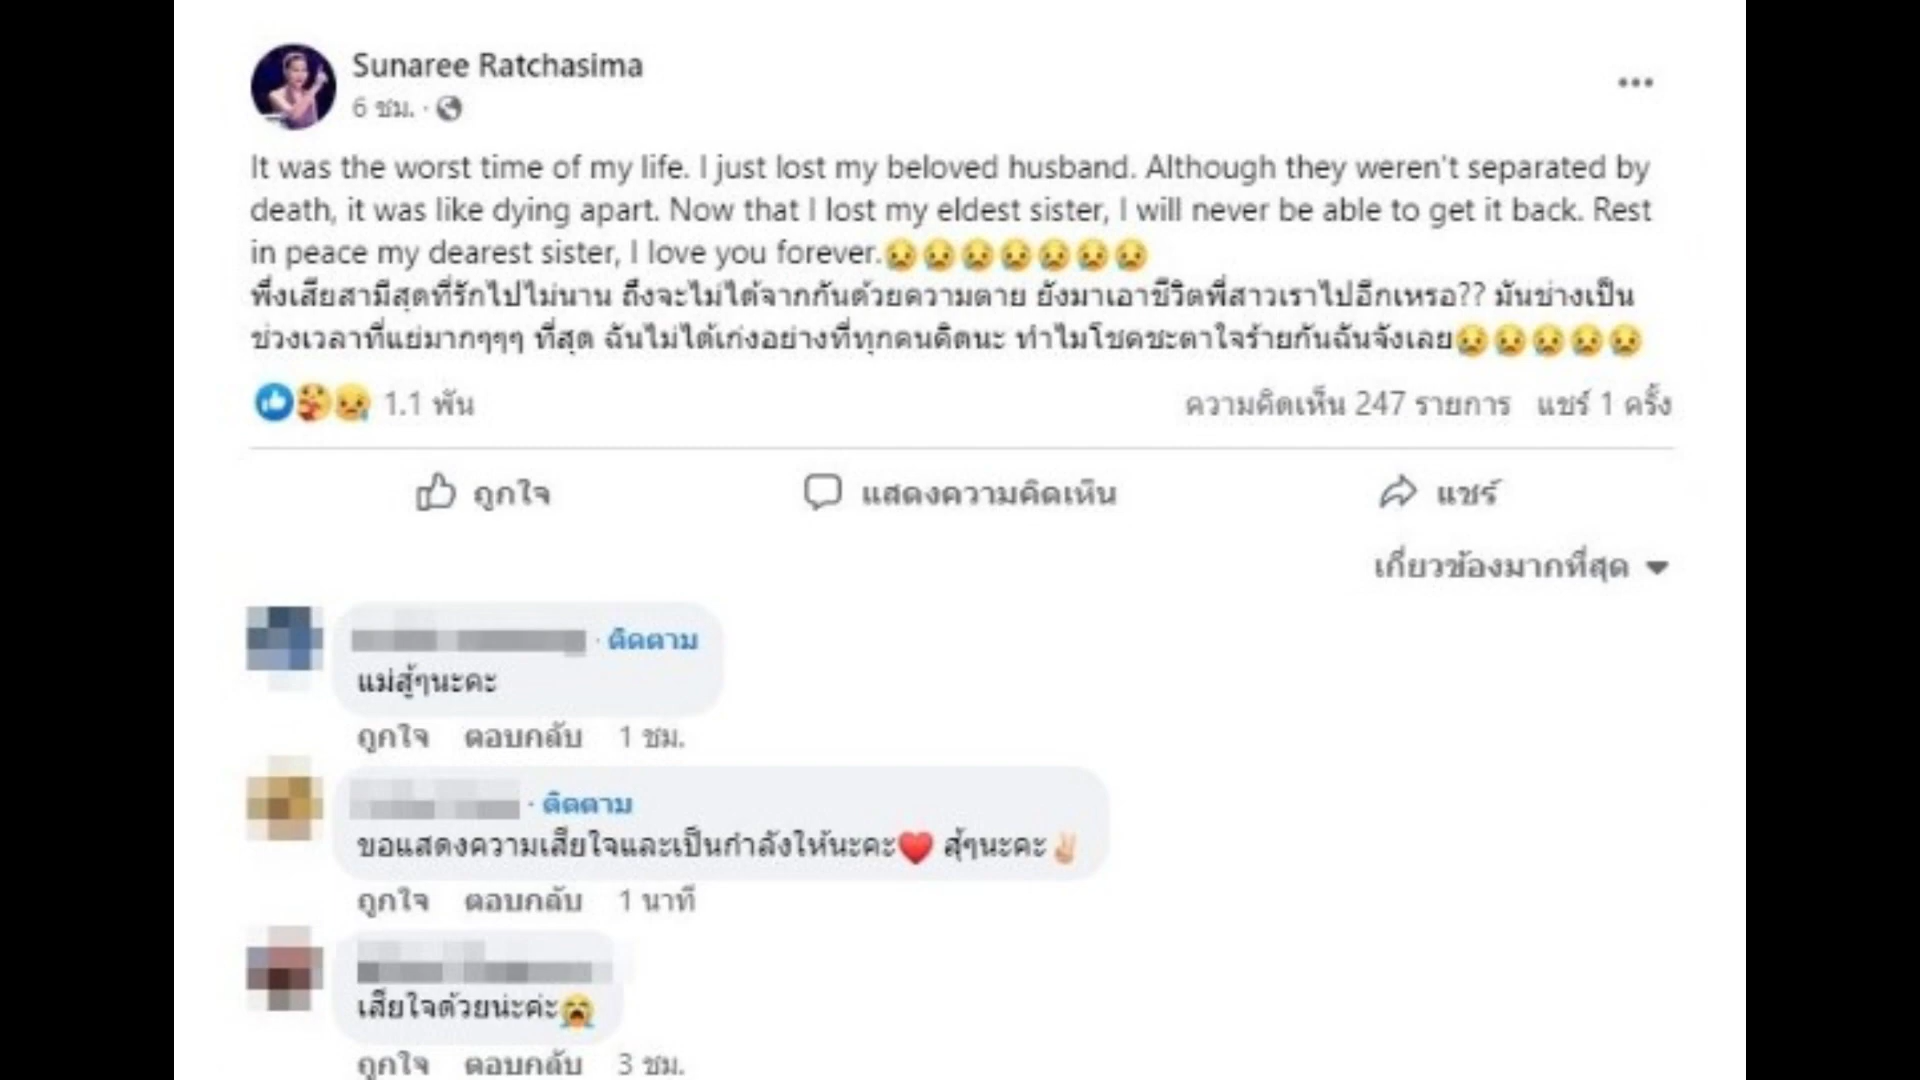 Sunaree Ratchasima
6 ชม. ·
It was the worst time of my life. I just lost my beloved husband. Although they weren't separated by
death, it was like dying apart. Now that I lost my eldest sister, I will never be able to get it back. Rest
in peace my dearest sister, I love you forever.😢😢😢😢😢😢😢
พึ่งเสียสามีสุดที่รักไปไม่นาน ถึงจะไม่ได้จากกันด้วยความตาย ยังมาเอาชีวิตพี่สาวเราไปอีกเหรอ?? มันช่างเป็น
ช่วงเวลาที่แย่มากๆๆๆ ที่สุด ฉันไม่ได้เก่งอย่างที่ทุกคนคิดนะ ทำไมโชคชะตาใจร้ายกันฉันจังเลย😢😢😢😢😢
1.1 พัน ความคิดเห็น 247 รายการ แชร์ 1 ครั้ง
ถูกใจ แสดงความคิดเห็น แชร์
เกี่ยวข้องมากที่สุด
· ติดตาม
แม่สู้ๆนะคะ
ถูกใจ ตอบกลับ 1 ชม.
· ติดตาม
ขอแสดงความเสียใจและเป็นกำลังให้นะคะ❤️ สุ้ๆนะคะ✌🏻
ถูกใจ ตอบกลับ 1 นาที
เสียใจด้วยน่ะค่ะ😭
ถูกใจ ตอบกลับ 3 ชม.